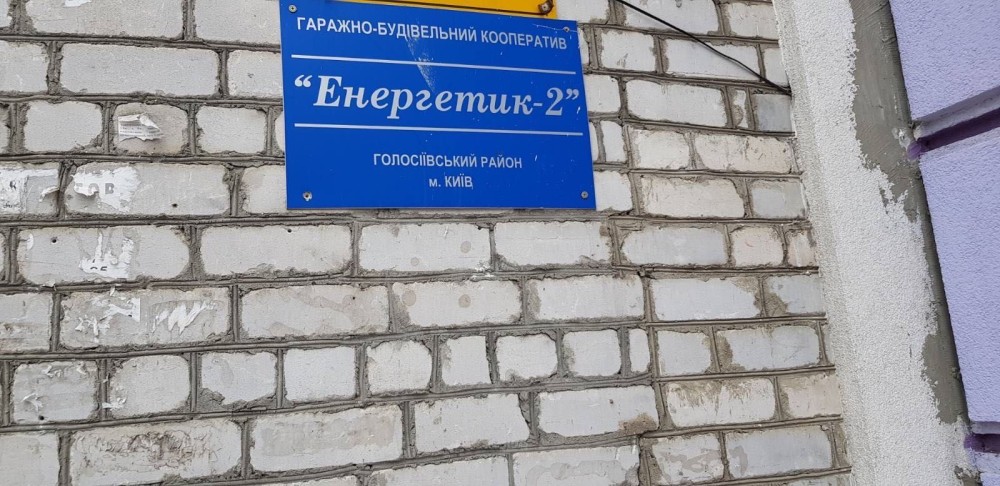 ГАРАЖНО-БУДІВЕЛЬНИЙ КООПЕРАТИВ
“Енергетик-2”
ГОЛОСІЇВСЬКИЙ РАЙОН
м. КИЇВ